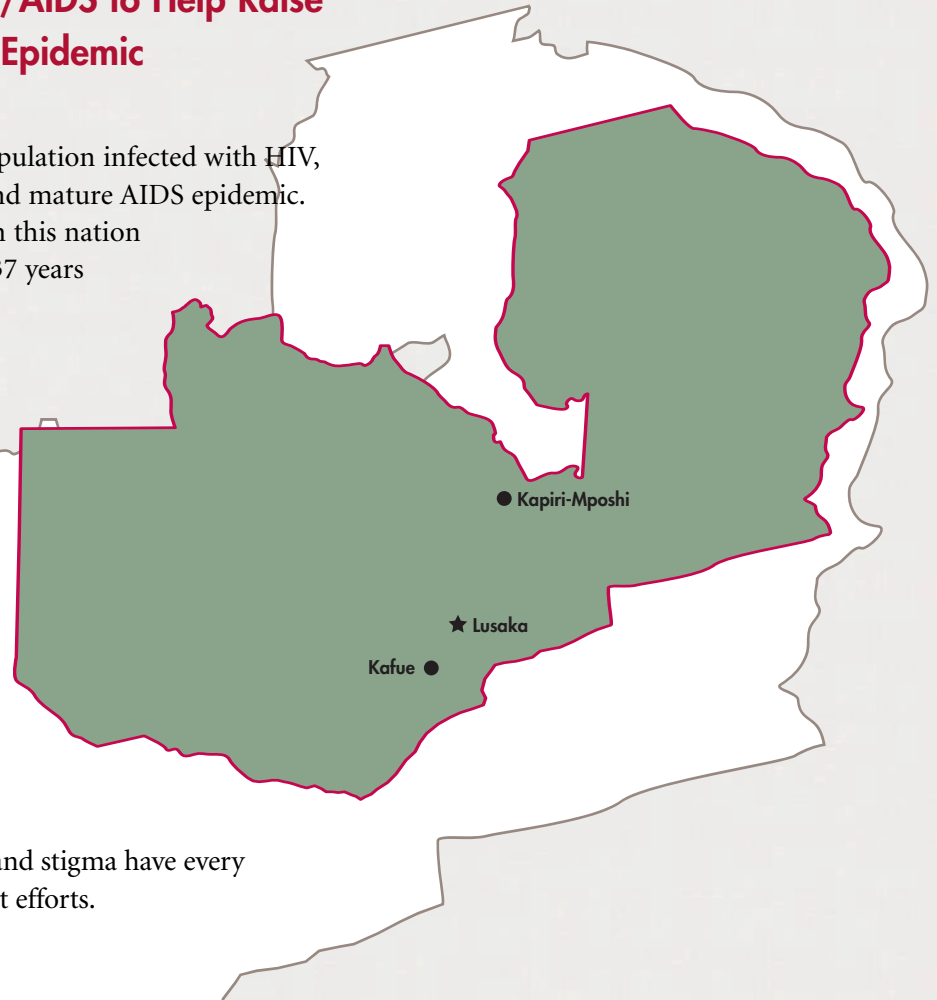 /AIDS to Help Raise
Epidemic
pulation infected with HIV,
nd mature AIDS epidemic.
n this nation
37 years
Kapiri-Mposhi
Lusaka
Kafue
and stigma have every
t efforts.